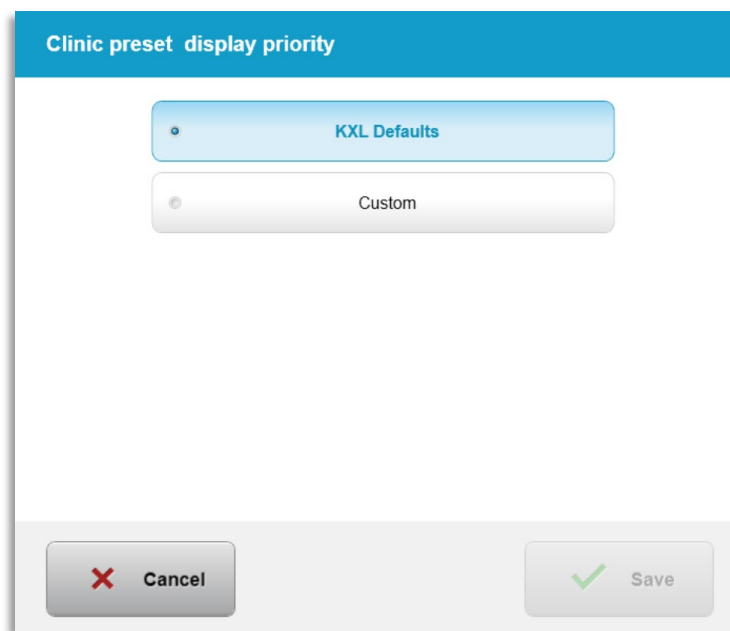 Clinic preset display priority
KXL Defaults
Custom
Cancel
Save